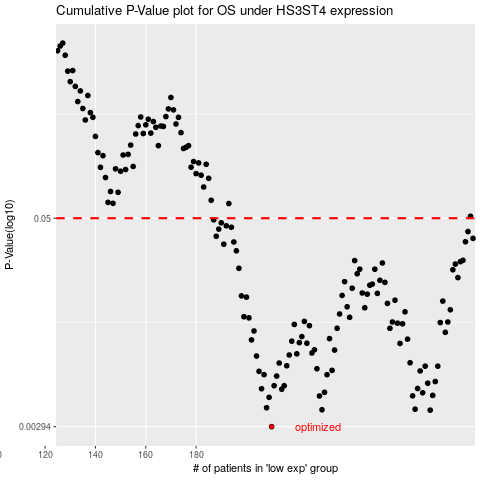 Cumulative P-Value plot for OS under HS3ST4 expression
P-Value(log10)
0.05
0.00294
optimized
0 120 140 160 180
# of patients in 'low exp' group